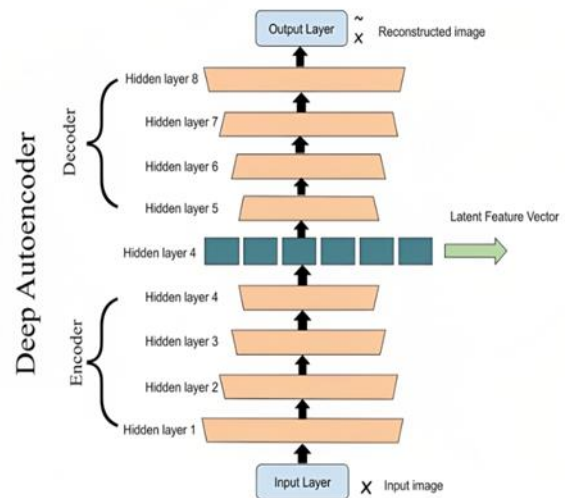 Output Layer
~
x Reconstructed image
Hidden layer 8
Hidden layer 7
Hidden layer 6
Hidden layer 5
Decoder
Latent Feature Vector
Hidden layer 4
Deep Autoencoder
Hidden layer 4
Hidden layer 3
Hidden layer 2
Hidden layer 1
Encoder
Input Layer x Input image